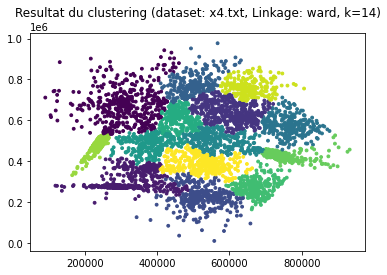 Resultat du clustering (dataset: x4.txt, Linkage: ward, k=14)
1e6
1.0
0.8
0.6
0.4
0.2
0.0
200000 400000 600000 800000